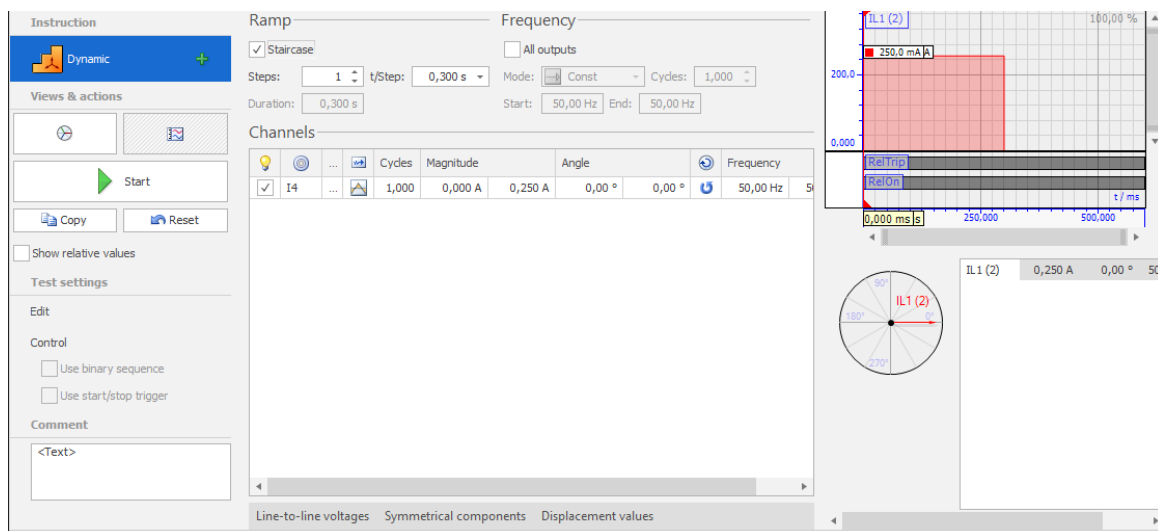 Instruction
Dynamic
Views & actions
Start
Copy
Reset
Show relative values
Test settings
Edit
Control
Use binary sequence
Use start/stop trigger
Comment
<Text>
Ramp
Staircase
Steps: 1 t/Step: 0,300 s
Duration: 0,300 s
Frequency
All outputs
Mode: Const Cycles: 1,000
Start: 50,00 Hz End: 50,00 Hz
Channels
... Cycles Magnitude Angle Frequency
I4 ... 1,000 0,000 A 0,250 A 0,00 ° 0,00 ° 50,00 Hz 50
Line-to-line voltages Symmetrical components Displacement values
IL1 (2) 100,00 %
250,0 mA A
200,0
0,000
RelTrip
RelOn
t / ms
0,000 ms s 250,000 500,000
90°
IL1 (2)
180° 0°
270°
IL1 (2) 0,250 A 0,00 ° 50